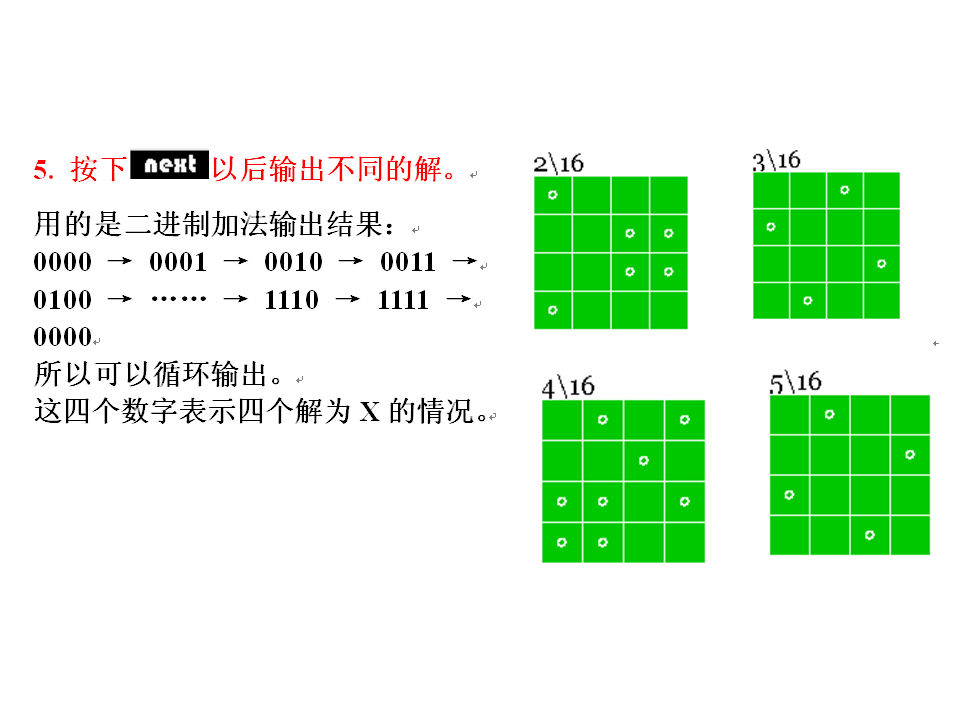 5. 按下 next 以后输出不同的解。
用的是二进制加法输出结果：
0000 → 0001 → 0010 → 0011 →
0100 → …… → 1110 → 1111 →
0000
所以可以循环输出。
这四个数字表示四个解为 X 的情况。
2\16
3\16
4\16
5\16